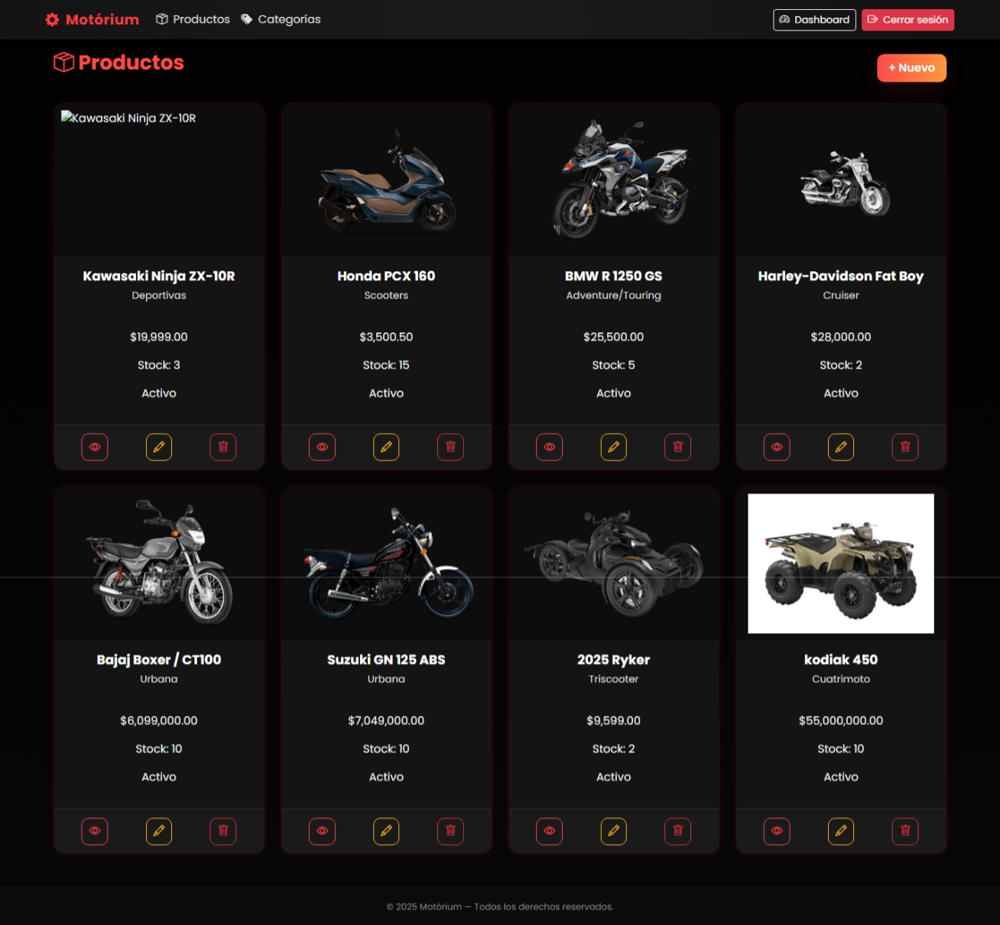 Motórium Productos Categorías Dashboard Cerrar sesión
Productos
+ Nuevo
Kawasaki Ninja ZX-10R
Kawasaki Ninja ZX-10R
Deportivas
$19,999.00
Stock: 3
Activo
Honda PCX 160
Scooters
$3,500.50
Stock: 15
Activo
BMW R 1250 GS
Adventure/Touring
$25,500.00
Stock: 5
Activo
Harley-Davidson Fat Boy
Cruiser
$28,000.00
Stock: 2
Activo
Bajaj Boxer / CT100
Urbana
$6,099,000.00
Stock: 10
Activo
Suzuki GN 125 ABS
Urbana
$7,049,000.00
Stock: 10
Activo
2025 Ryker
Triscooter
$9,599.00
Stock: 2
Activo
kodiak 450
Cuatrimoto
$55,000,000.00
Stock: 10
Activo
© 2025 Motórium — Todos los derechos reservados.